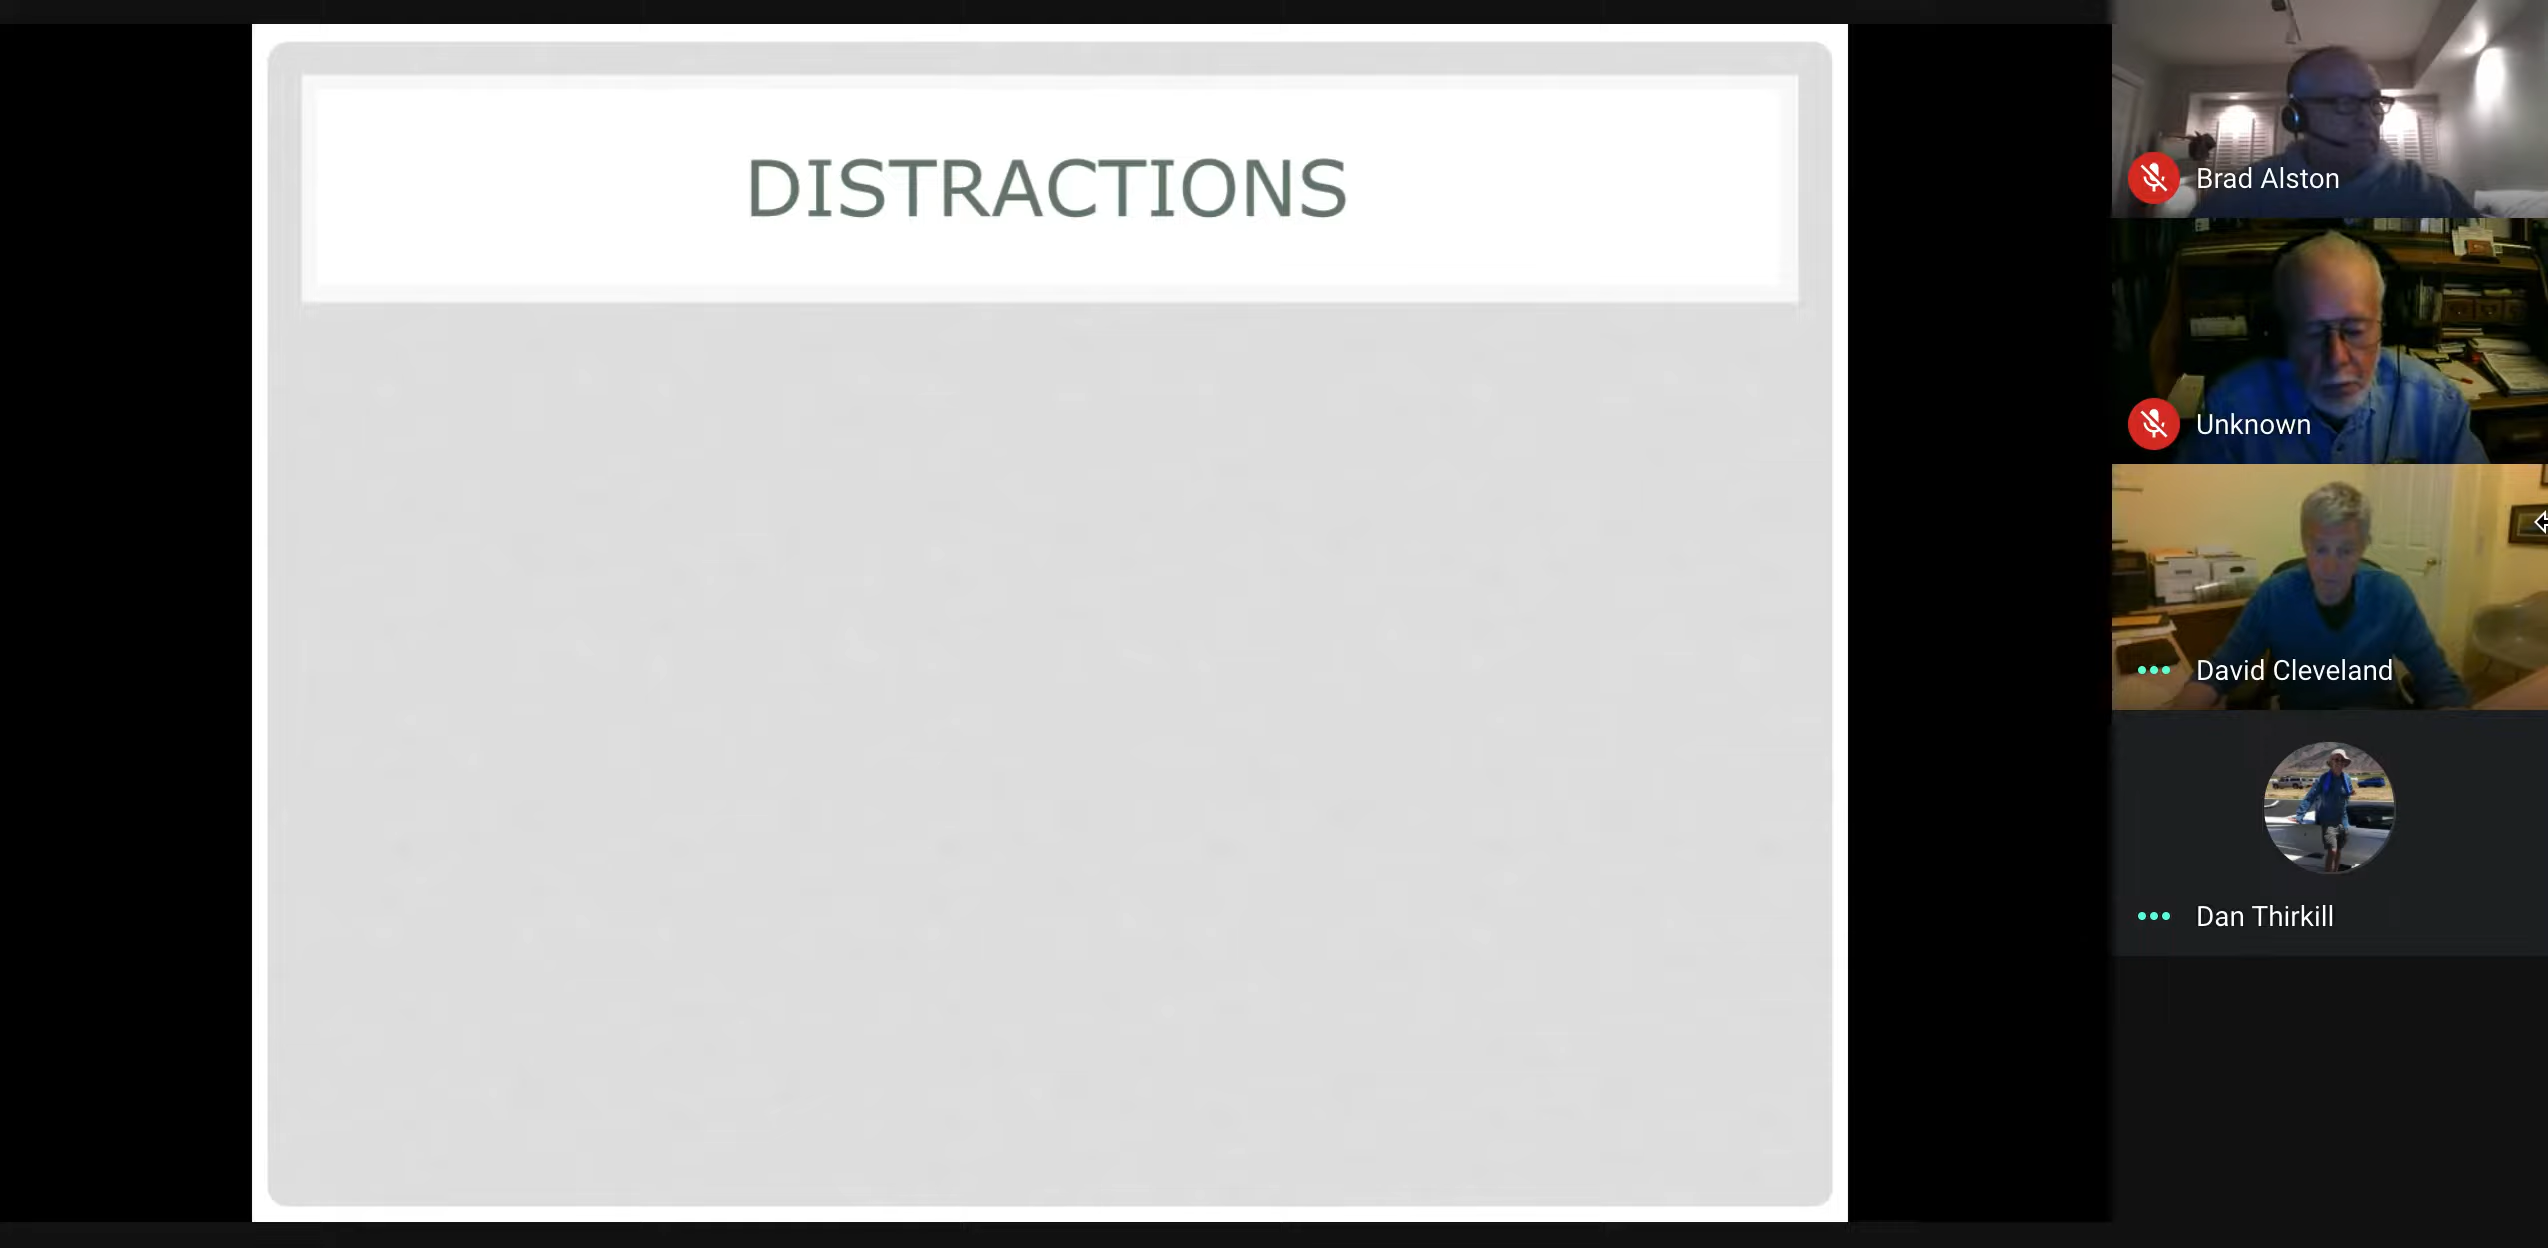 DISTRACTIONS
Brad Alston
Unknown
David Cleveland
Dan Thirkill